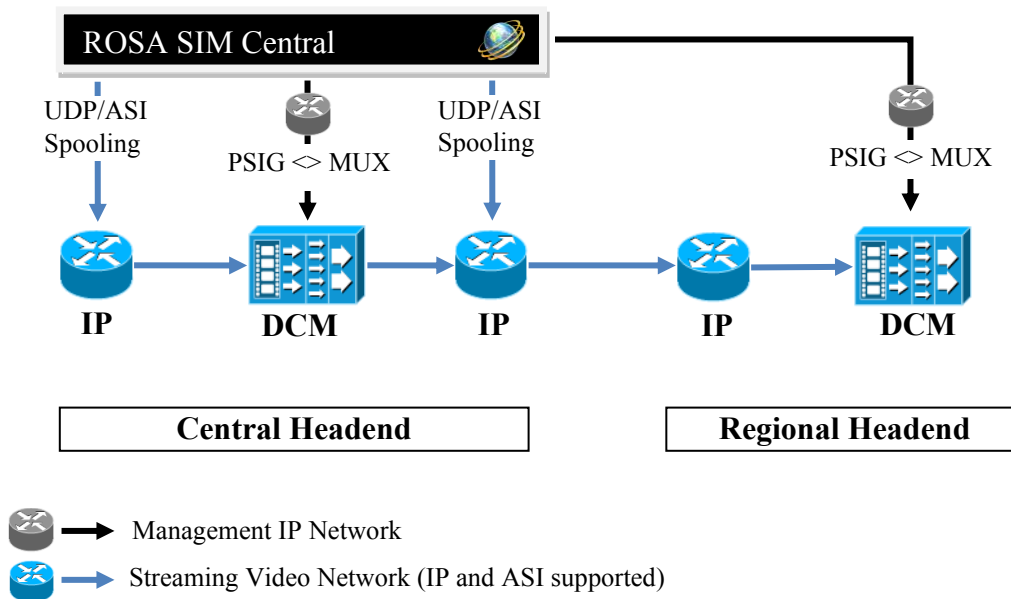 ROSA SIM Central
UDP/ASI
Spooling
PSIG <> MUX
UDP/ASI
Spooling
PSIG <> MUX
IP
DCM
IP
IP
DCM
Central Headend
Regional Headend
Management IP Network
Streaming Video Network (IP and ASI supported)